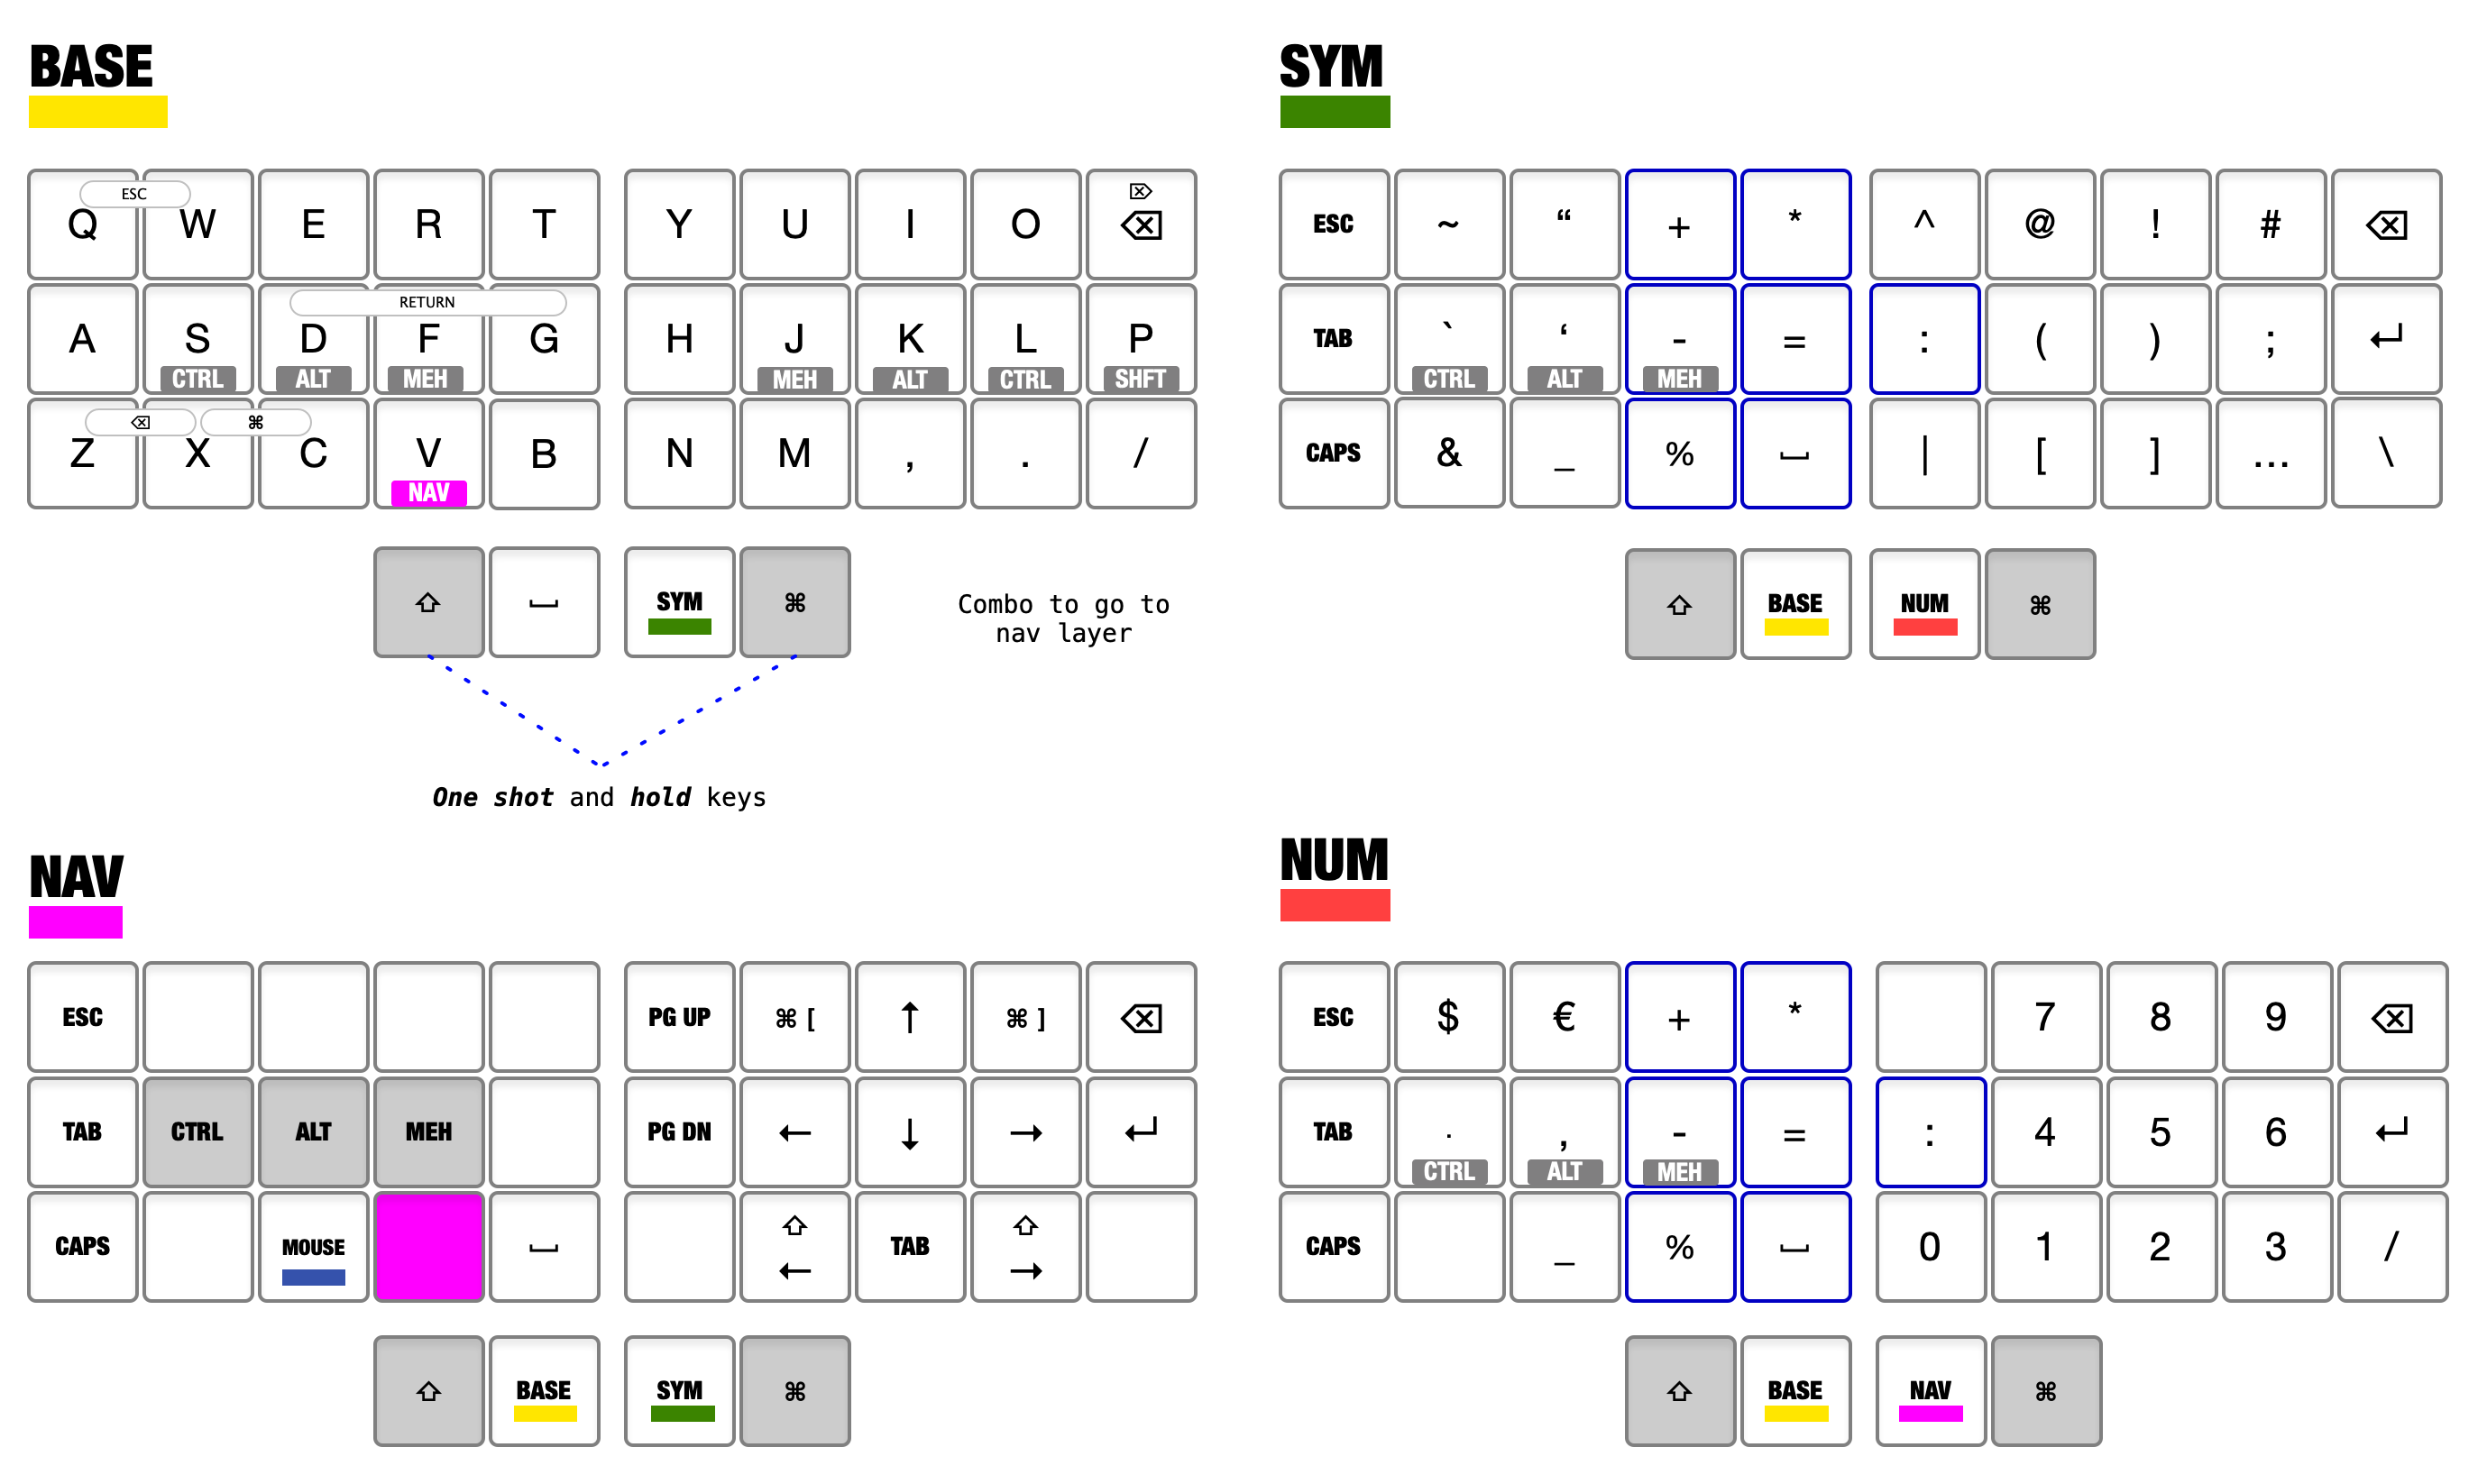 BASE
ESC
Q W E R T Y U I O ⌦ ⌫
RETURN
A S D F G H J K L P
CTRL ALT MEH MEH ALT CTRL SHFT
⌫ ⌘
Z X C V B N M , . /
NAV
⇧ ⎵ SYM ⌘
Combo to go to
nav layer
One shot and hold keys
SYM
ESC ~ “ + * ^ @ ! # ⌫
TAB ` ‘ - = : ( ) ; ↵
CTRL ALT MEH
CAPS & _ % ⎵ | [ ] … \
⇧ BASE NUM ⌘
NAV
ESC PG UP ⌘ [ ↑ ⌘ ] ⌫
TAB CTRL ALT MEH PG DN ← ↓ → ↵
CAPS MOUSE ⎵ ⇧ ← TAB ⇧ →
⇧ BASE SYM ⌘
NUM
ESC $ € + * 7 8 9 ⌫
TAB . , - = : 4 5 6 ↵
CTRL ALT MEH
CAPS _ % ⎵ 0 1 2 3 /
⇧ BASE NAV ⌘